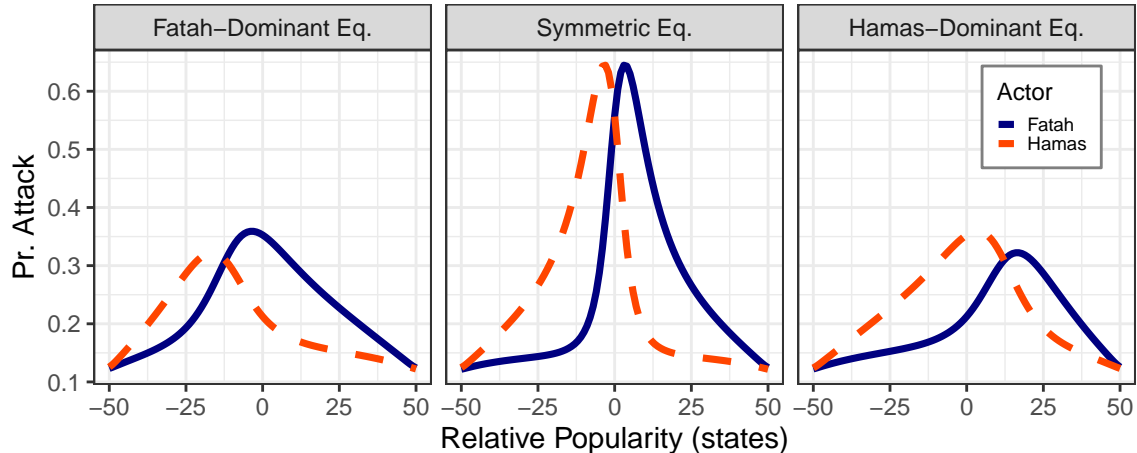 Fatah−Dominant Eq.
Symmetric Eq.
Hamas−Dominant Eq.
Pr. Attack
0.6
0.5
0.4
0.3
0.2
0.1
Actor
Fatah
Hamas
−50 −25 0 25 50
−50 −25 0 25 50
−50 −25 0 25 50
Relative Popularity (states)